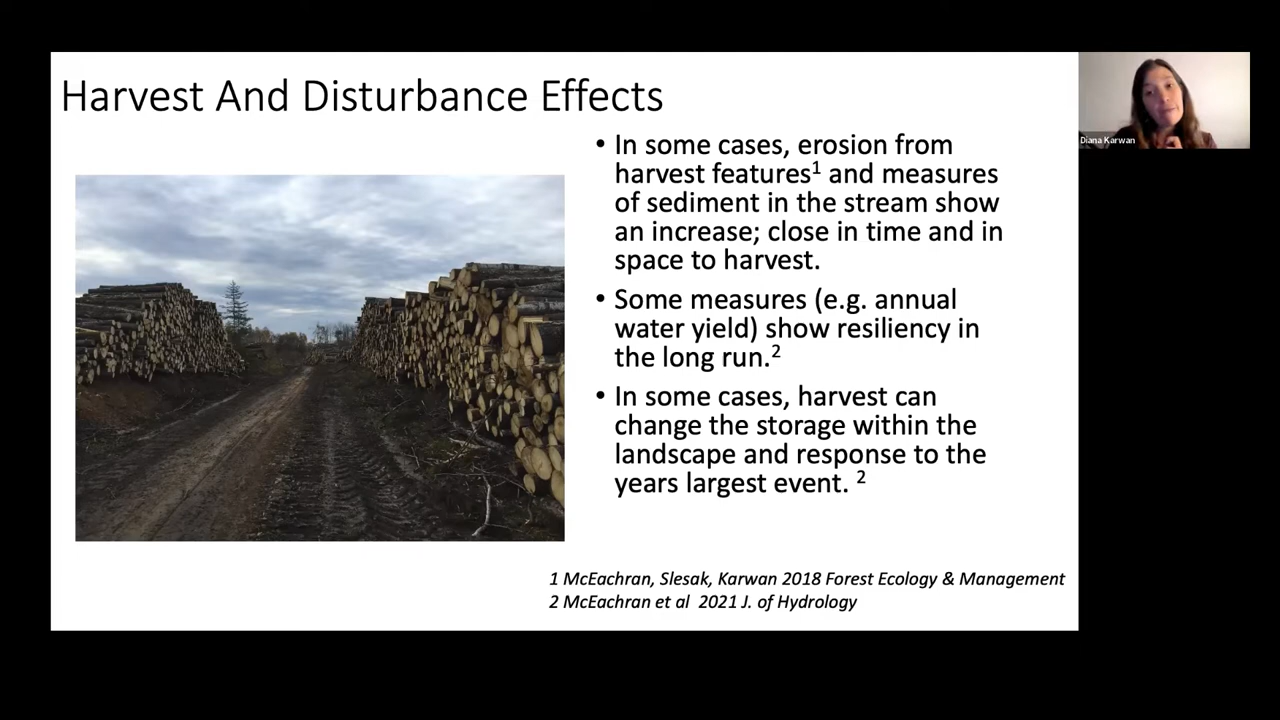 Harvest And Disturbance Effects
Diana Karwan
• In some cases, erosion from
harvest features¹ and measures
of sediment in the stream show
an increase; close in time and in
space to harvest.
• Some measures (e.g. annual
water yield) show resiliency in
the long run.²
• In some cases, harvest can
change the storage within the
landscape and response to the
years largest event. ²
1 McEachran, Slesak, Karwan 2018 Forest Ecology & Management
2 McEachran et al  2021 J. of Hydrology